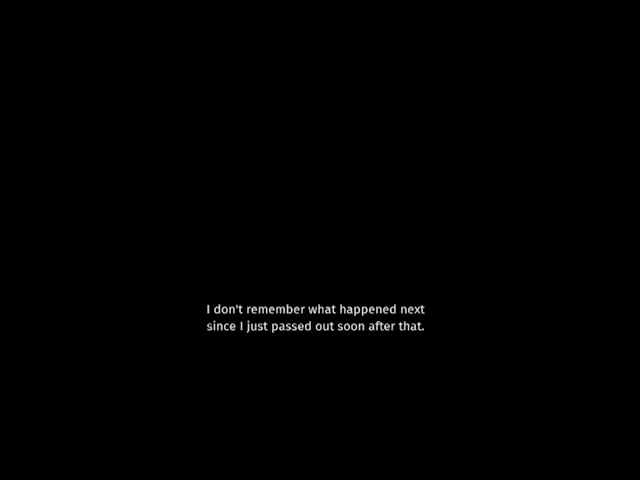 I don't remember what happened next
since I just passed out soon after that.